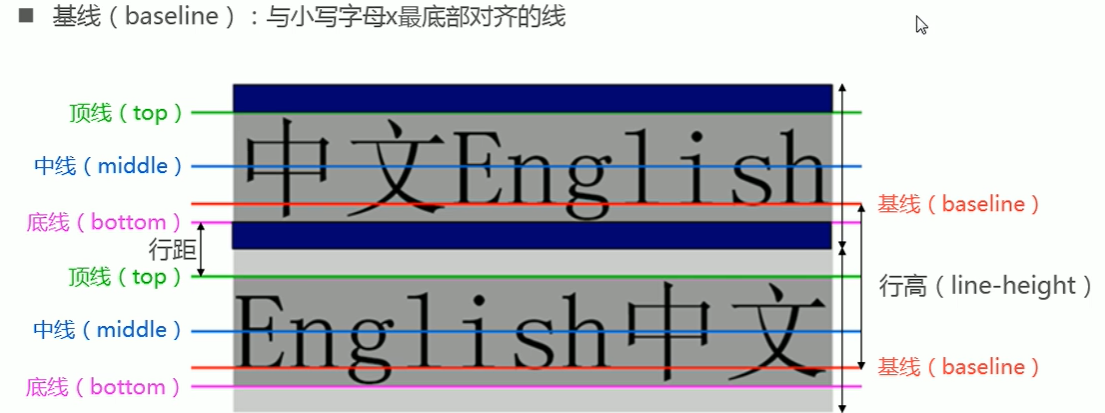 ■ 基线（baseline）：与小写字母x最底部对齐的线
顶线（top）
中文English
中线（middle）
基线（baseline）
底线（bottom）
行距
顶线（top）
行高（line-height）
English中文
中线（middle）
基线（baseline）
底线（bottom）